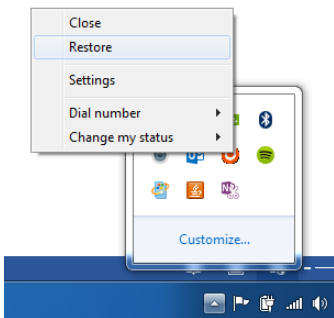 Close
Restore
Settings
Dial number
Change my status
Customize...